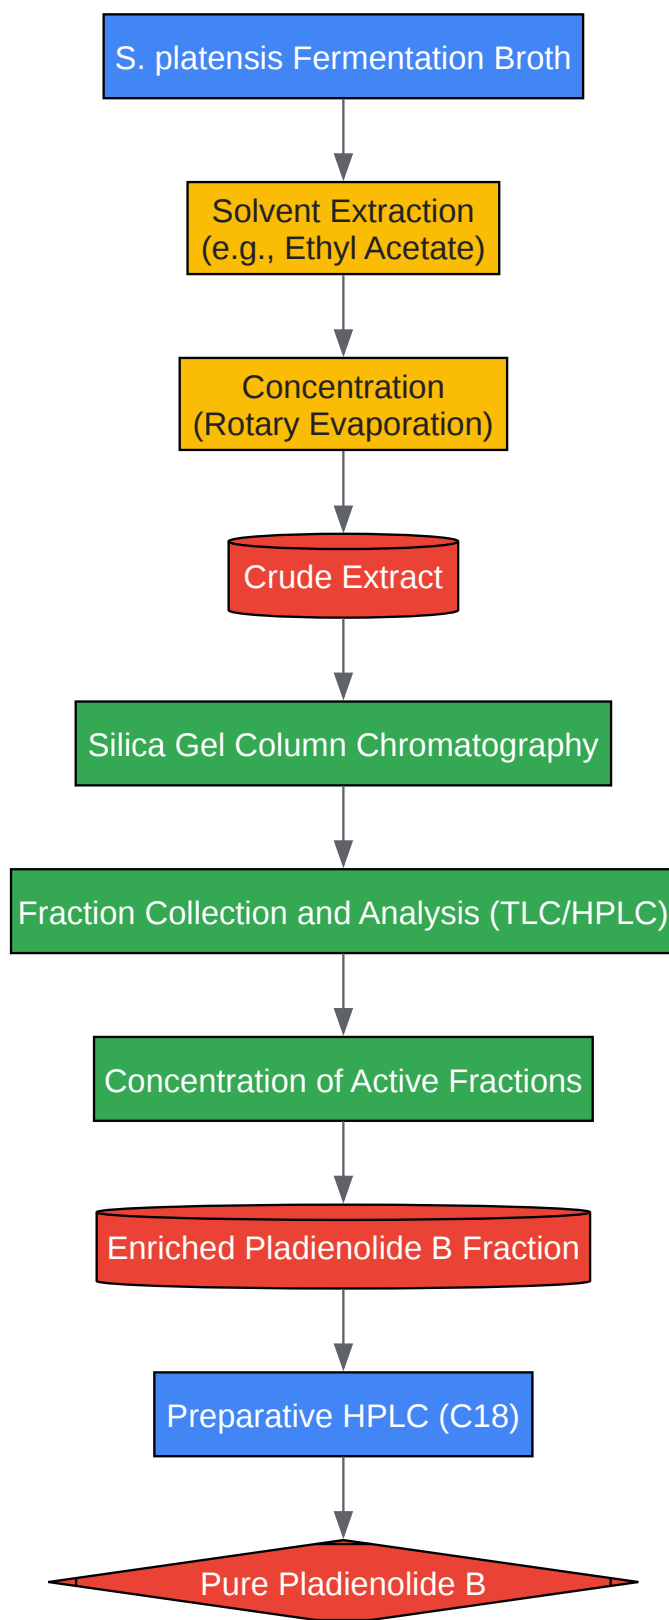 S. platensis Fermentation Broth
Solvent Extraction
(e.g., Ethyl Acetate)
Concentration
(Rotary Evaporation)
Crude Extract
Silica Gel Column Chromatography
Fraction Collection and Analysis (TLC/HPLC)
Concentration of Active Fractions
Enriched Pladienolide B Fraction
Preparative HPLC (C18)
Pure Pladienolide B